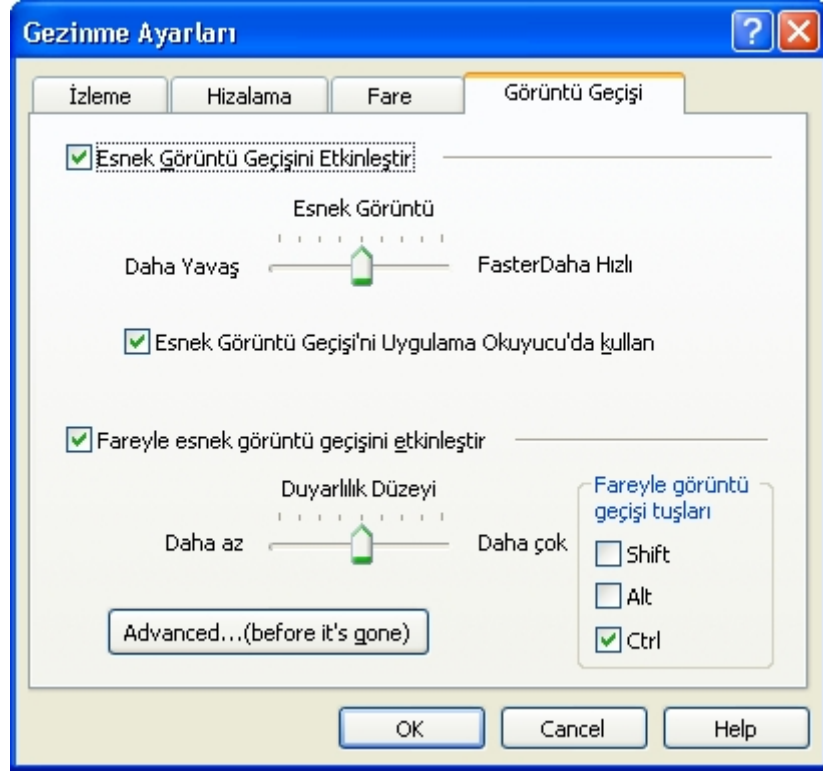 Gezinme Ayarları
İzleme Hizalama Fare Görüntü Geçişi
Esnek Görüntü Geçişini Etkinleştir
Esnek Görüntü
Daha Yavaş FasterDaha Hızlı
Esnek Görüntü Geçişi'ni Uygulama Okuyucu'da kullan
Fareyle esnek görüntü geçişini etkinleştir
Duyarlılık Düzeyi
Daha az Daha çok
Fareyle görüntü
geçişi tuşları
Shift
Alt
Ctrl
Advanced...(before it's gone)
OK Cancel Help